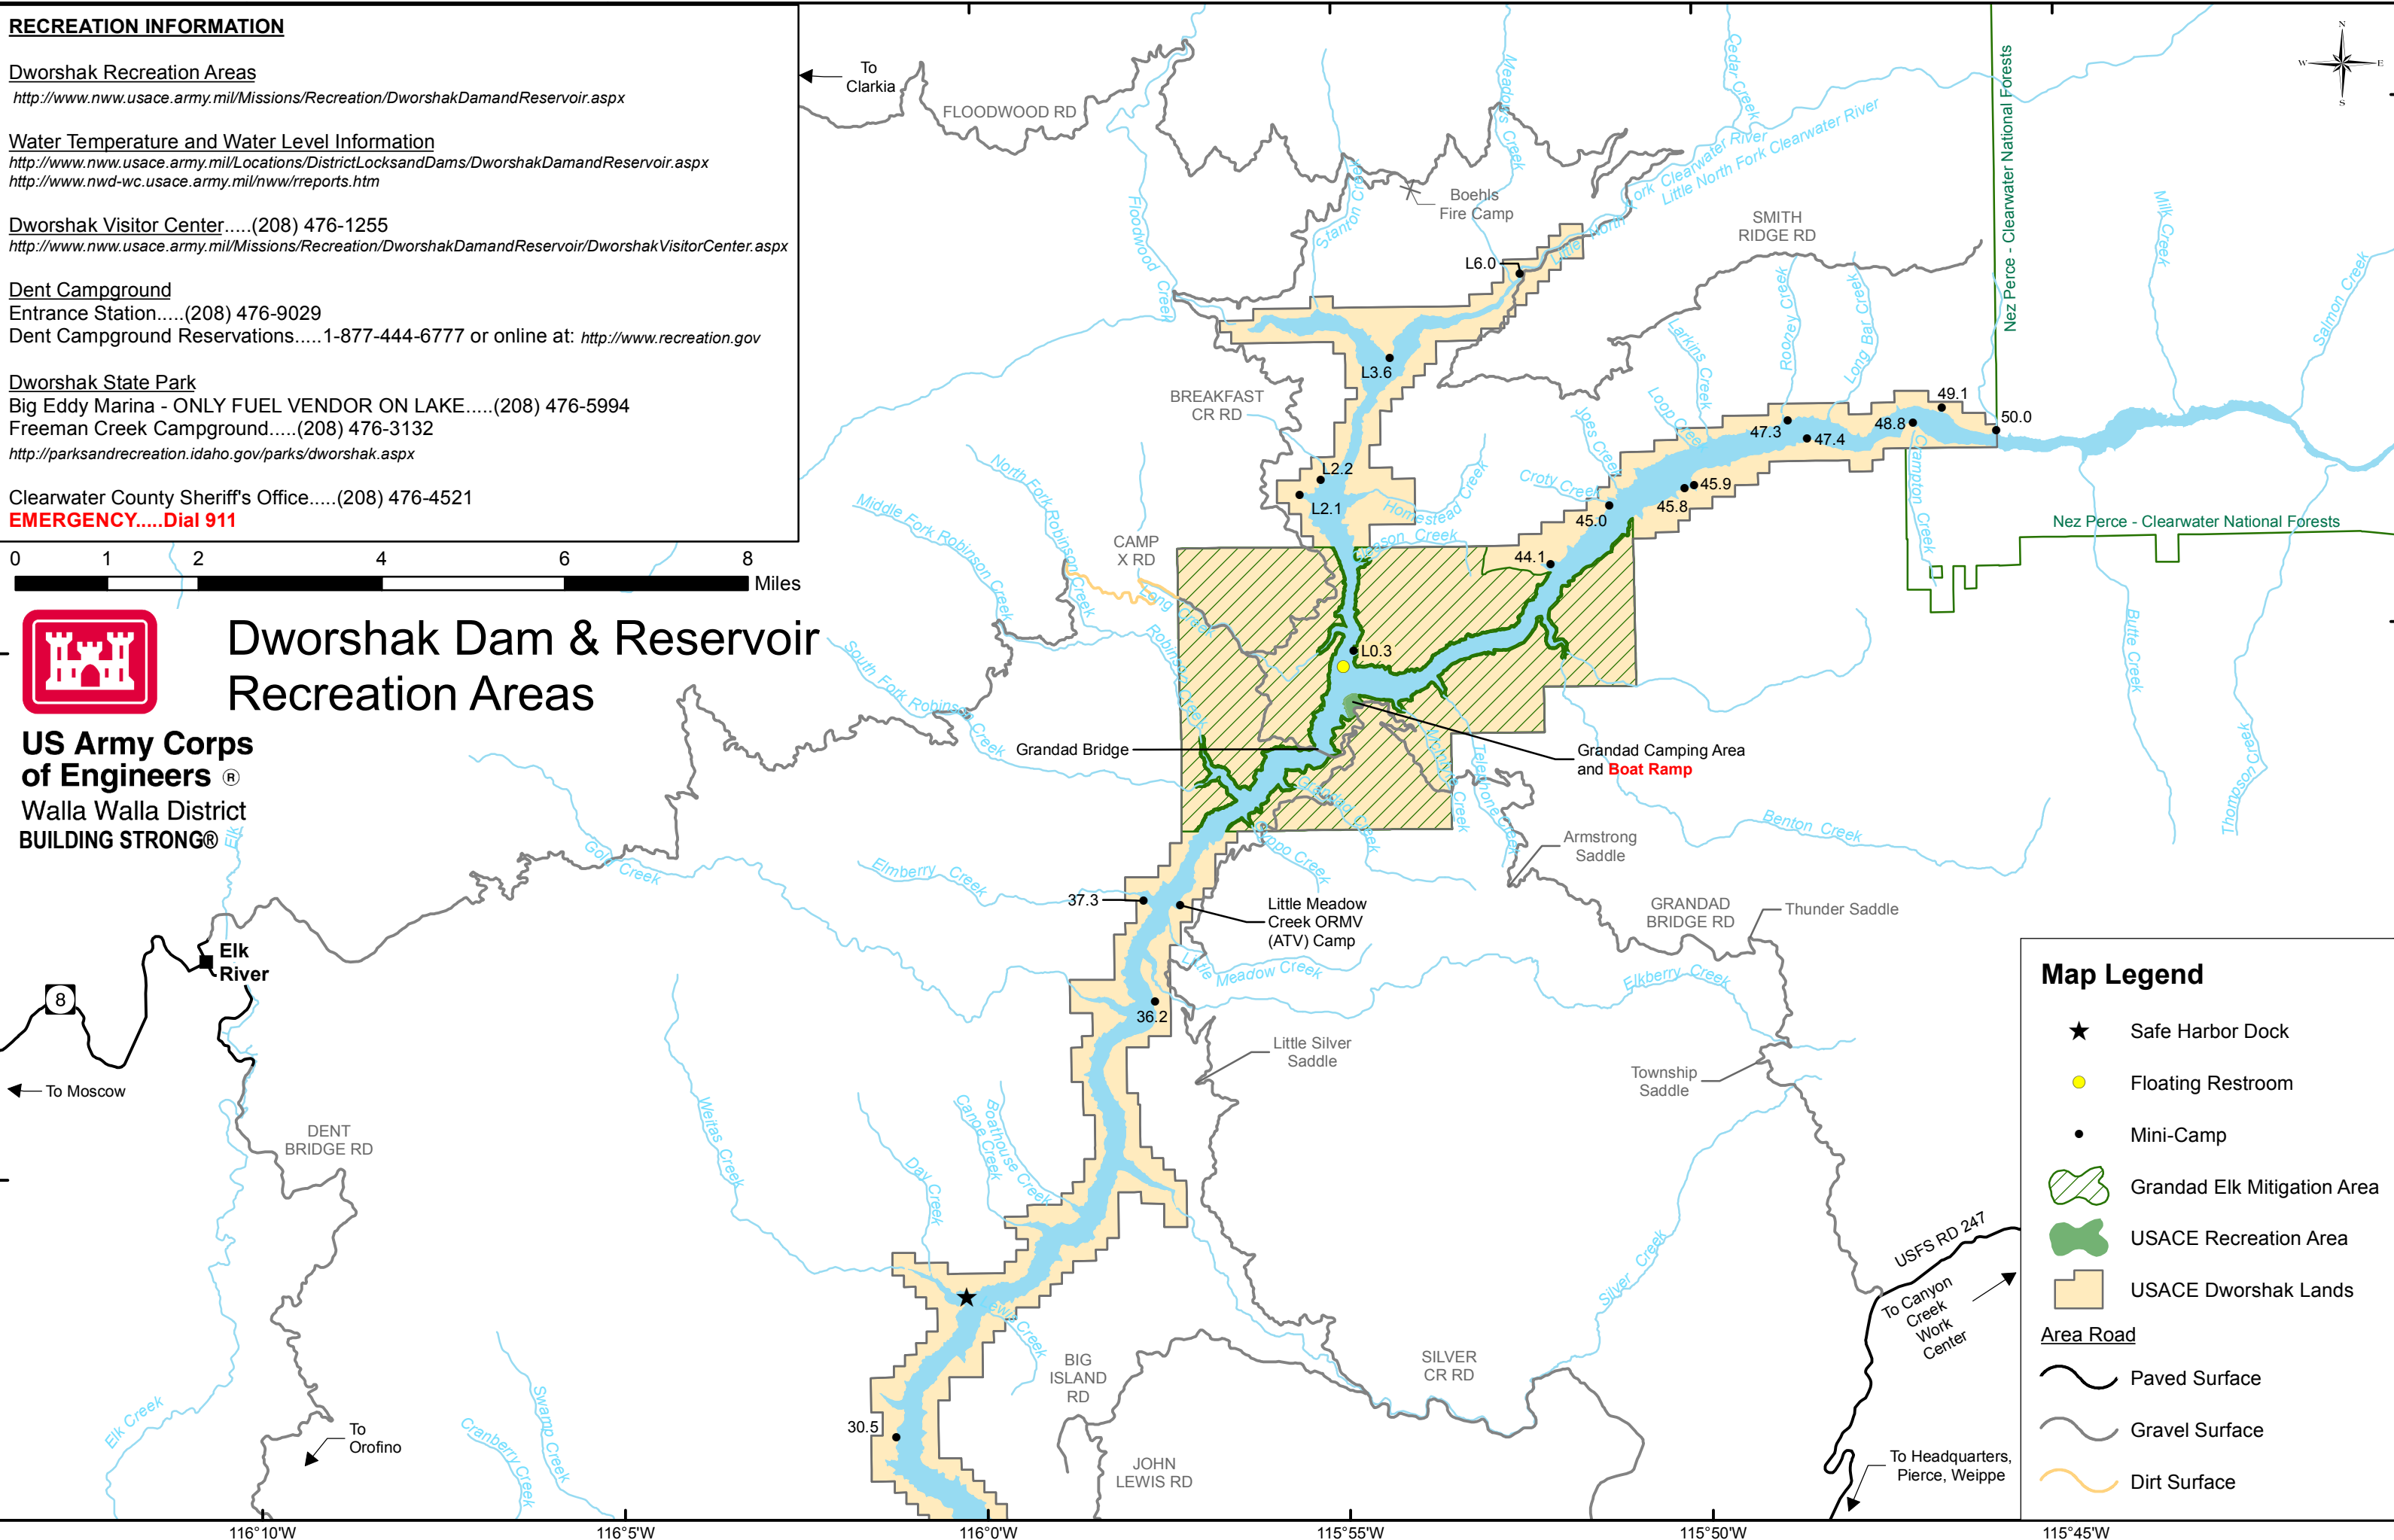 RECREATION INFORMATION
Dworshak Recreation Areas
http://www.nww.usace.army.mil/Missions/Recreation/DworshakDamandReservoir.aspx
Water Temperature and Water Level Information
http://www.nww.usace.army.mil/Locations/DistrictLocksandDams/DworshakDamandReservoir.aspx
http://www.nwd-wc.usace.army.mil/nww/rreports.htm
Dworshak Visitor Center.....(208) 476-1255
http://www.nww.usace.army.mil/Missions/Recreation/DworshakDamandReservoir/DworshakVisitorCenter.aspx
Dent Campground
Entrance Station.....(208) 476-9029
Dent Campground Reservations.....1-877-444-6777 or online at: http://www.recreation.gov
Dworshak State Park
Big Eddy Marina - ONLY FUEL VENDOR ON LAKE.....(208) 476-5994
Freeman Creek Campground.....(208) 476-3132
http://parksandrecreation.idaho.gov/parks/dworshak.aspx
Clearwater County Sheriff's Office.....(208) 476-4521
EMERGENCY.....Dial 911
0 1 2 4 6 8
Miles
Dworshak Dam & Reservoir
Recreation Areas
US Army Corps
of Engineers ®
Walla Walla District
BUILDING STRONG®
To
Clarkia
FLOODWOOD RD
Floodwood Creek
Stanton Creek
Meadows Creek
Cedar Creek
Boehls
Fire Camp
Little North Fork Clearwater River
Little North Fork Clearwater River
SMITH
RIDGE RD
Nez Perce - Clearwater National Forests
N
W E
S
Milk Creek
Salmon Creek
L6.0
L3.6
BREAKFAST
CR RD
Larkins Creek
Rooney Creek
Long Bar Creek
Loop Creek
Joes Creek
Croty Creek
49.1
50.0
48.8
47.3
47.4
45.9
45.8
45.0
44.1
Crampton Creek
Nez Perce - Clearwater National Forests
L2.2
L2.1
Homestead Creek
Creek
North Fork Robinson Creek
Middle Fork Robinson Creek
CAMP
X RD
Long Creek
Robinson Creek
South Fork Robinson Creek
L0.3
Grandad Bridge
Grandad Camping Area
and Boat Ramp
Creek
Telephone Creek
Grandad Creek
Butte Creek
Thompson Creek
Benton Creek
Armstrong
Saddle
Elk
Gold Creek
Elmberry Creek
37.3
Little Meadow
Creek ORMV
(ATV) Camp
GRANDAD
BRIDGE RD
Thunder Saddle
Little Meadow Creek
Elkberry Creek
Elk
River
8
To Moscow
36.2
Little Silver
Saddle
Township
Saddle
DENT
BRIDGE RD
Weitas Creek
Day Creek
Canoe Creek
Boathouse Creek
Lewis Creek
Silver Creek
USFS RD 247
To Canyon
Creek
Work
Center
BIG
ISLAND
RD
SILVER
CR RD
30.5
To
Orofino
Elk Creek
Cranberry Creek
Swamp Creek
JOHN
LEWIS RD
To Headquarters,
Pierce, Weippe
Map Legend
Safe Harbor Dock
Floating Restroom
Mini-Camp
Grandad Elk Mitigation Area
USACE Recreation Area
USACE Dworshak Lands
Area Road
Paved Surface
Gravel Surface
Dirt Surface
116°10'W 116°5'W 116°0'W 115°55'W 115°50'W 115°45'W